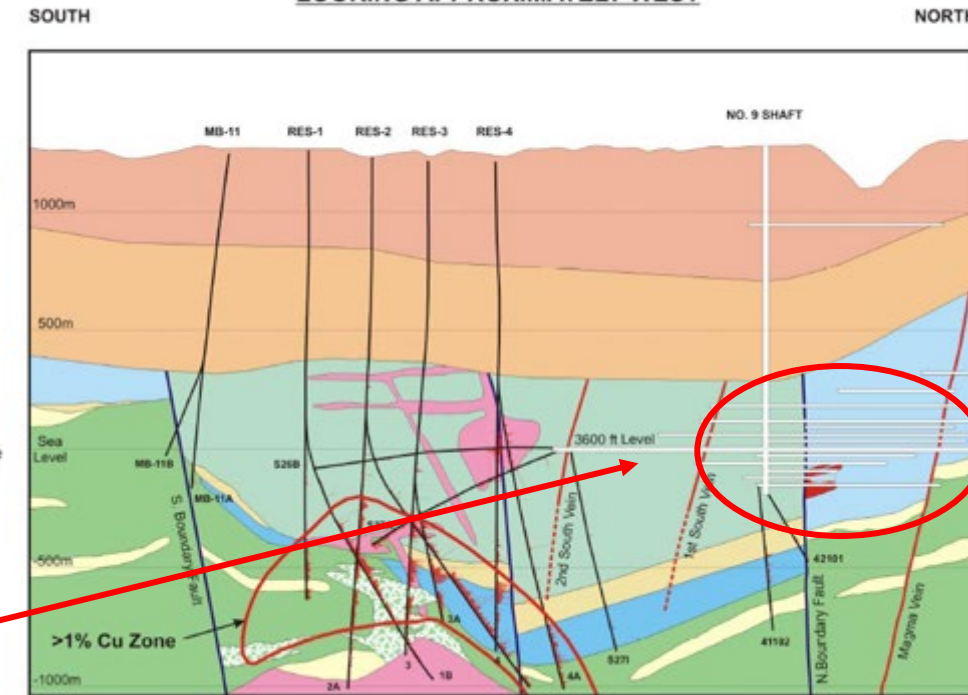 SOUTH
NORTH
MB-11
RES-1
RES-2
RES-3
RES-4
NO. 9 SHAFT
1000m
500m
Sea
Level
3600 ft Level
MB-11B
S26B
MB-11A
S. Boundary Fault
2nd South Vein
1st South Vein
-500m
42101
>1% Cu Zone
3A
N.Boundary Fault
Magma Vein
41102
S27I
3
1B
4
4A
2A
-1000m